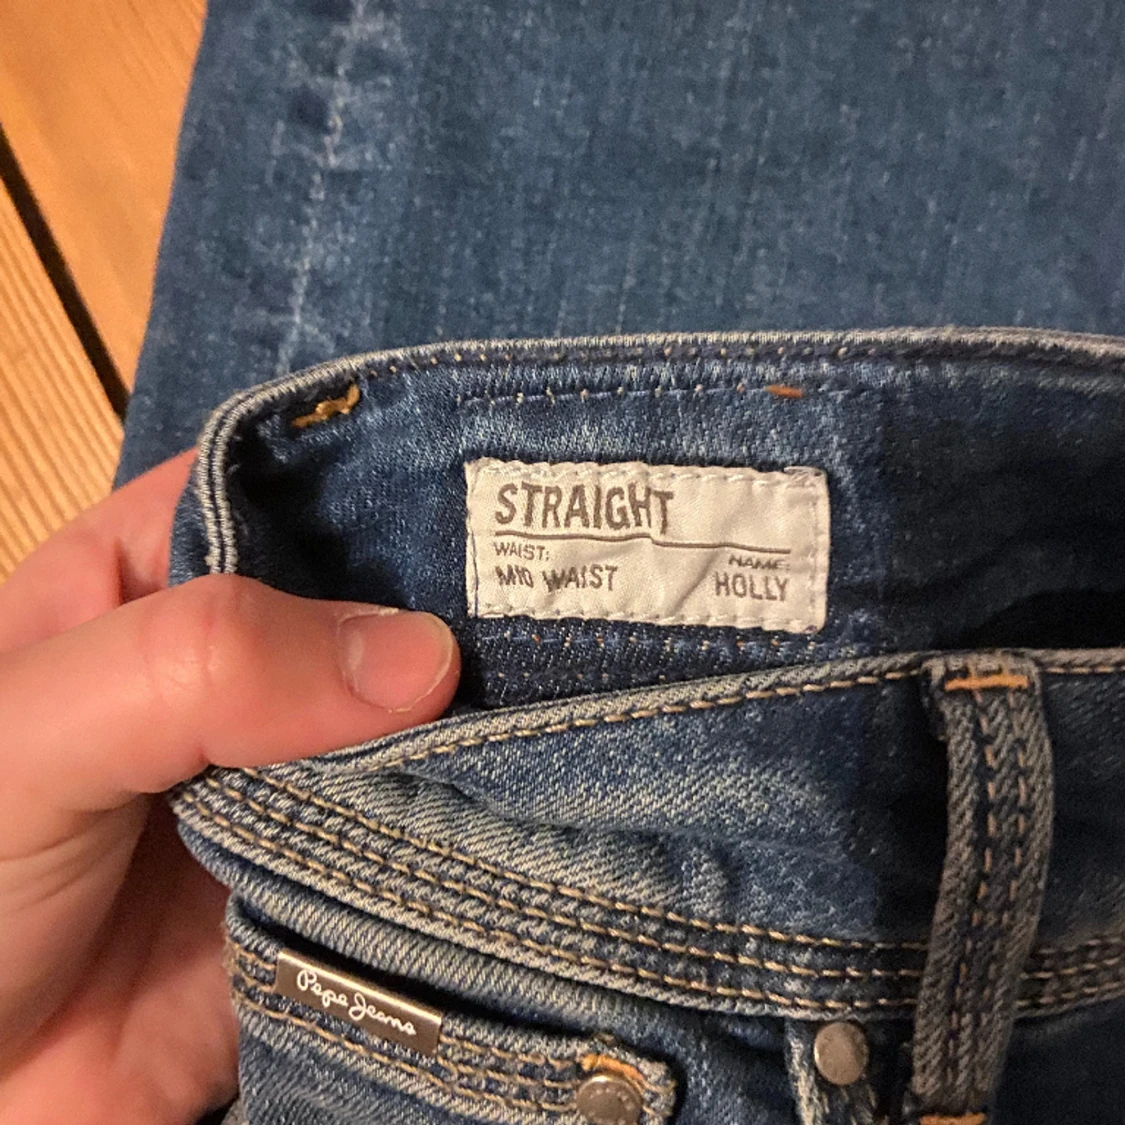 STRAIGHT
WAIST:
MID WAIST
NAME:
HOLLY
Pepe Jeans